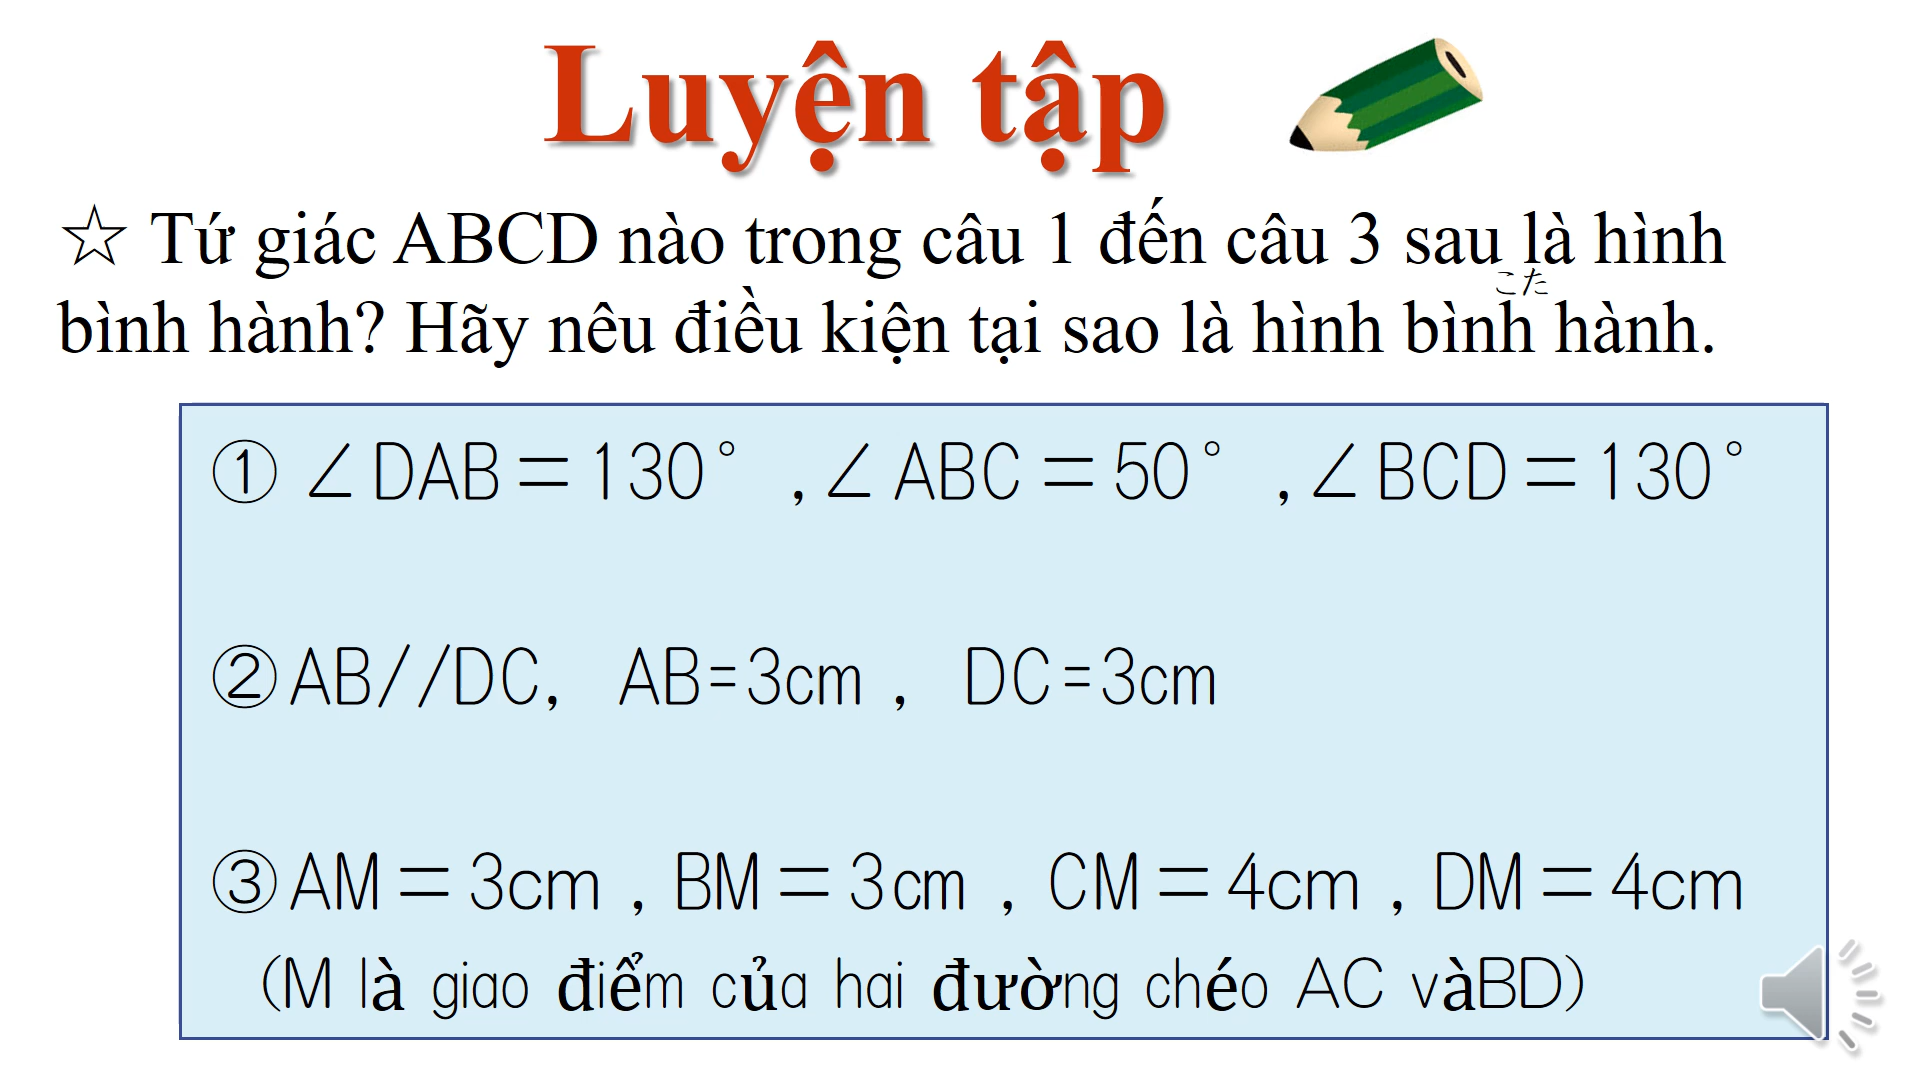 Luyện tập
☆ Tứ giác ABCD nào trong câu 1 đến câu 3 sau là hình
こた
bình hành? Hãy nêu điều kiện tại sao là hình bình hành.
① ∠DAB＝130° ,∠ABC＝50° ,∠BCD＝130°
②AB//DC, AB=3cm , DC=3cm
③AM＝3cm , BM＝3cm , CM＝4cm , DM＝4cm
(M là giao điểm của hai đường chéo AC vàBD)